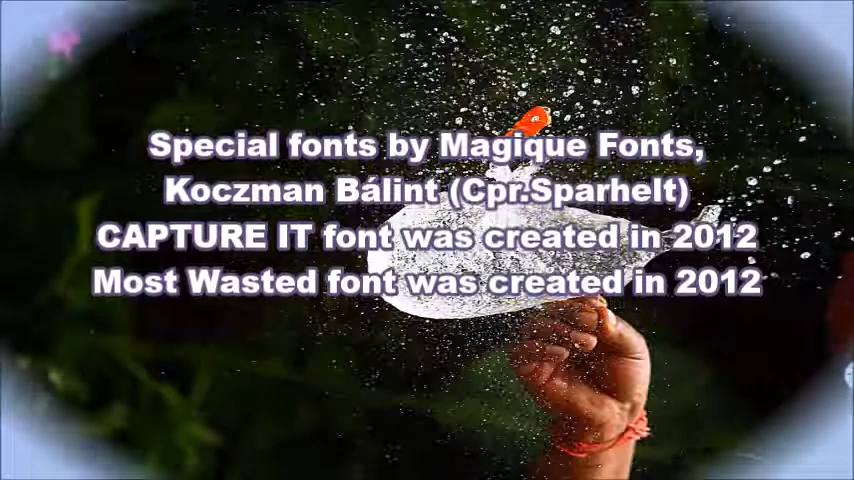 Special fonts by Magique Fonts,
Koczman Bálint (Cpr.Sparhelt)
CAPTURE IT font was created in 2012
Most Wasted font was created in 2012